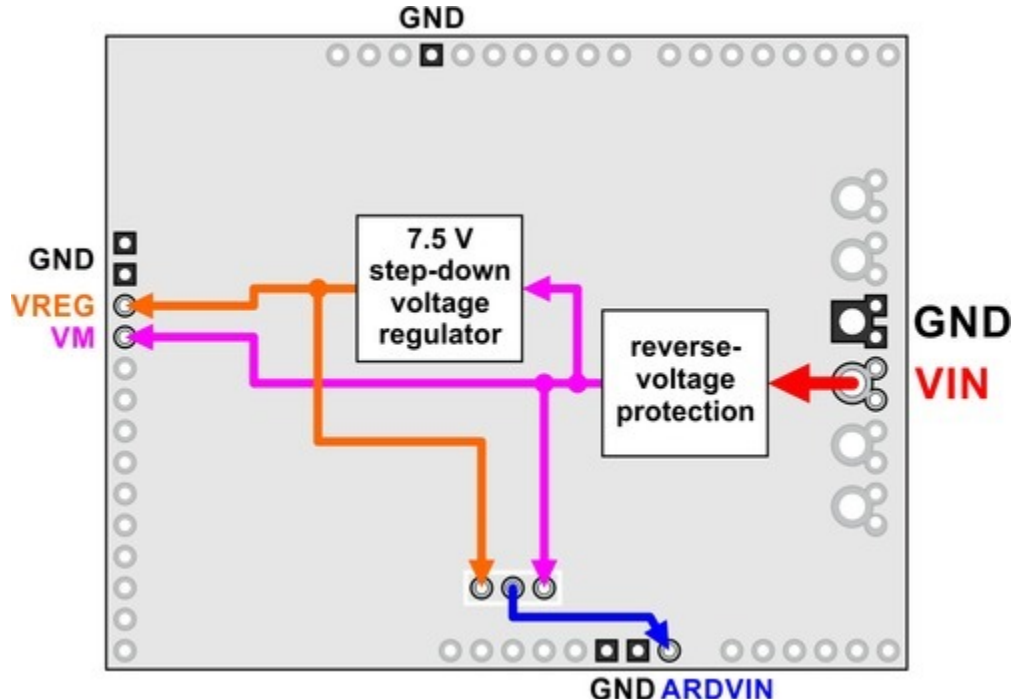 GND
7.5 V
step-down
voltage
regulator
GND
VREG
VM
reverse-
voltage
protection
GND
VIN
GND ARDVIN